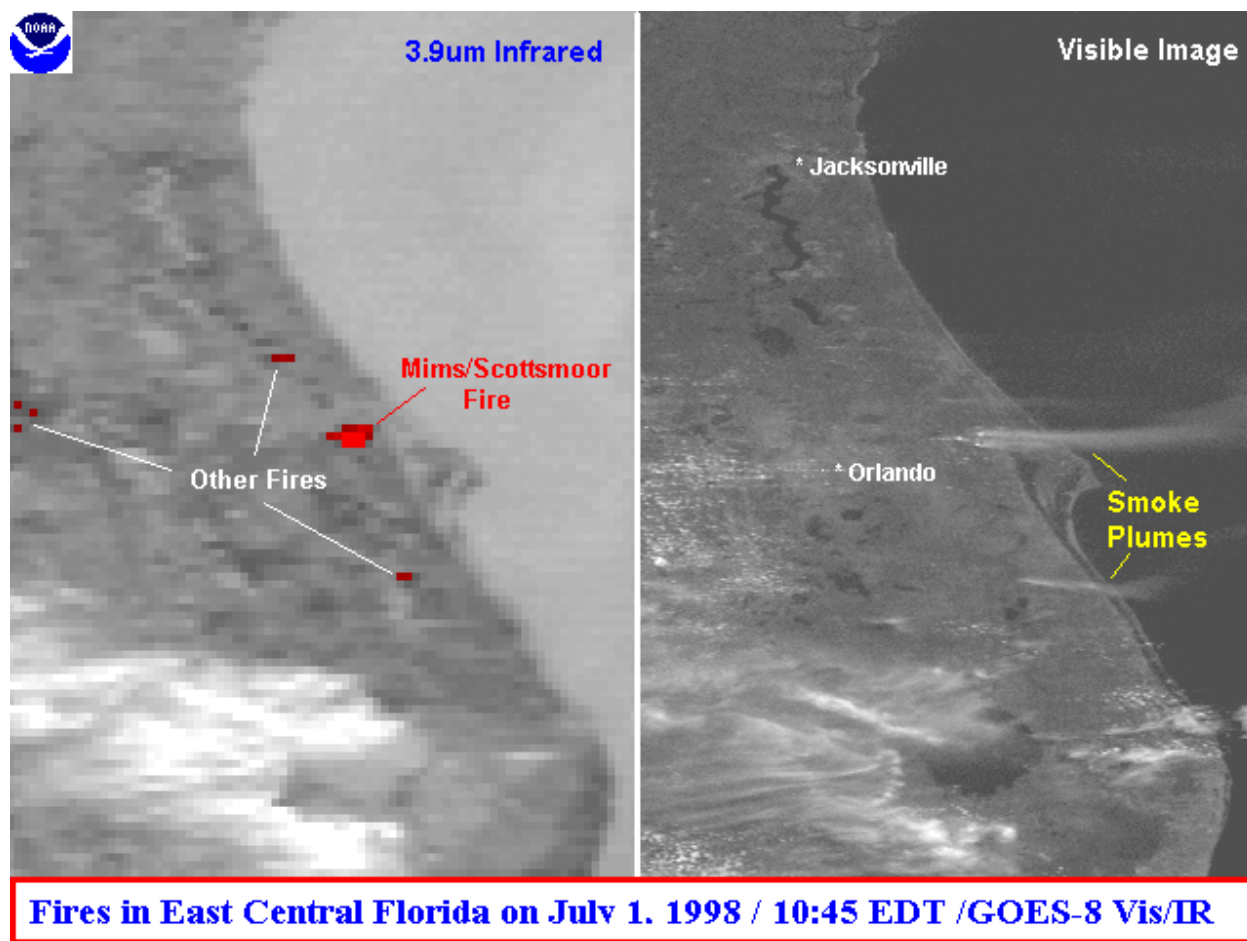 NOAA
3.9um Infrared
Mims/Scottsmoor
Fire
Other Fires
Visible Image
* Jacksonville
* Orlando
Smoke
Plumes
Fires in East Central Florida on July 1, 1998 / 10:45 EDT /GOES-8 Vis/IR